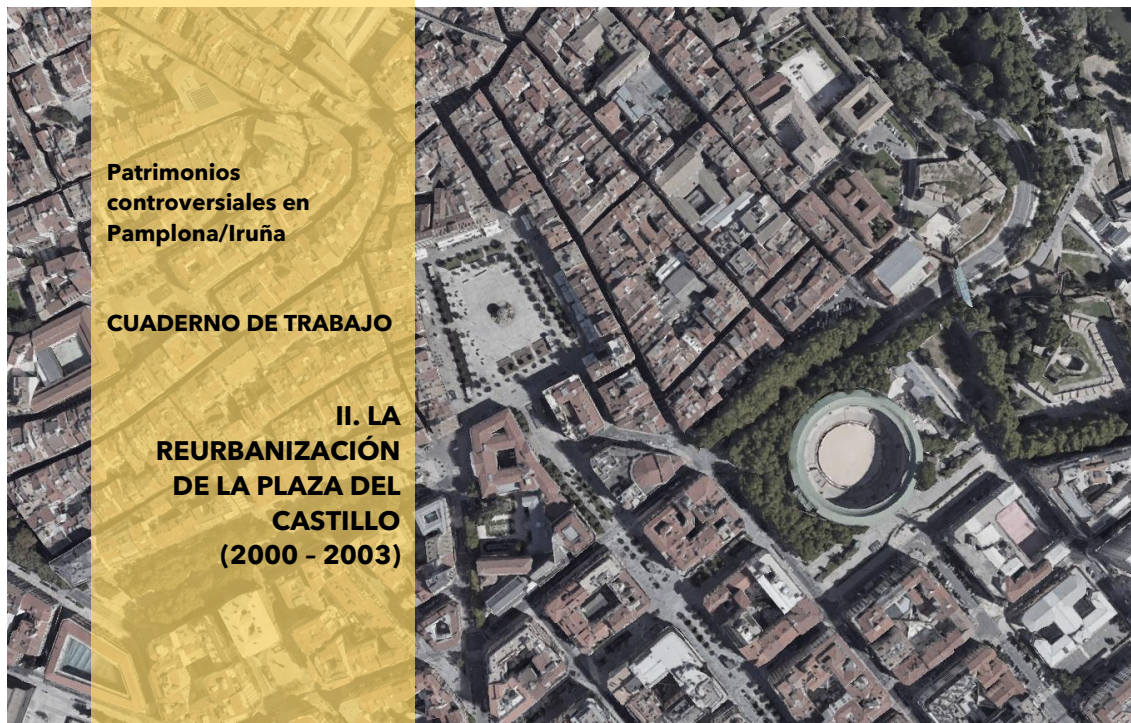 Patrimonios
controversiales en
Pamplona/Iruña
CUADERNO DE TRABAJO
II. LA
REURBANIZACIÓN
DE LA PLAZA DEL
CASTILLO
(2000 – 2003)